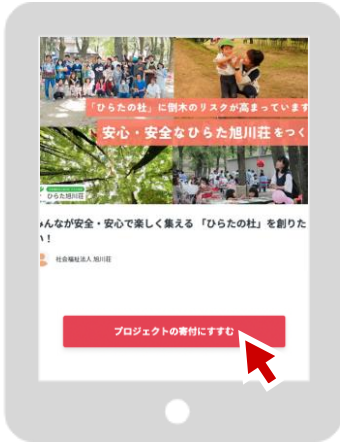 「ひらたの杜」に倒木のリスクが高まっています
安心・安全なひらた旭川荘をつく
ひらた旭川荘
んなが安全・安心で楽しく集える 「ひらたの杜」を創りた
い！
社会福祉法人 旭川荘
プロジェクトの寄付にすすむ